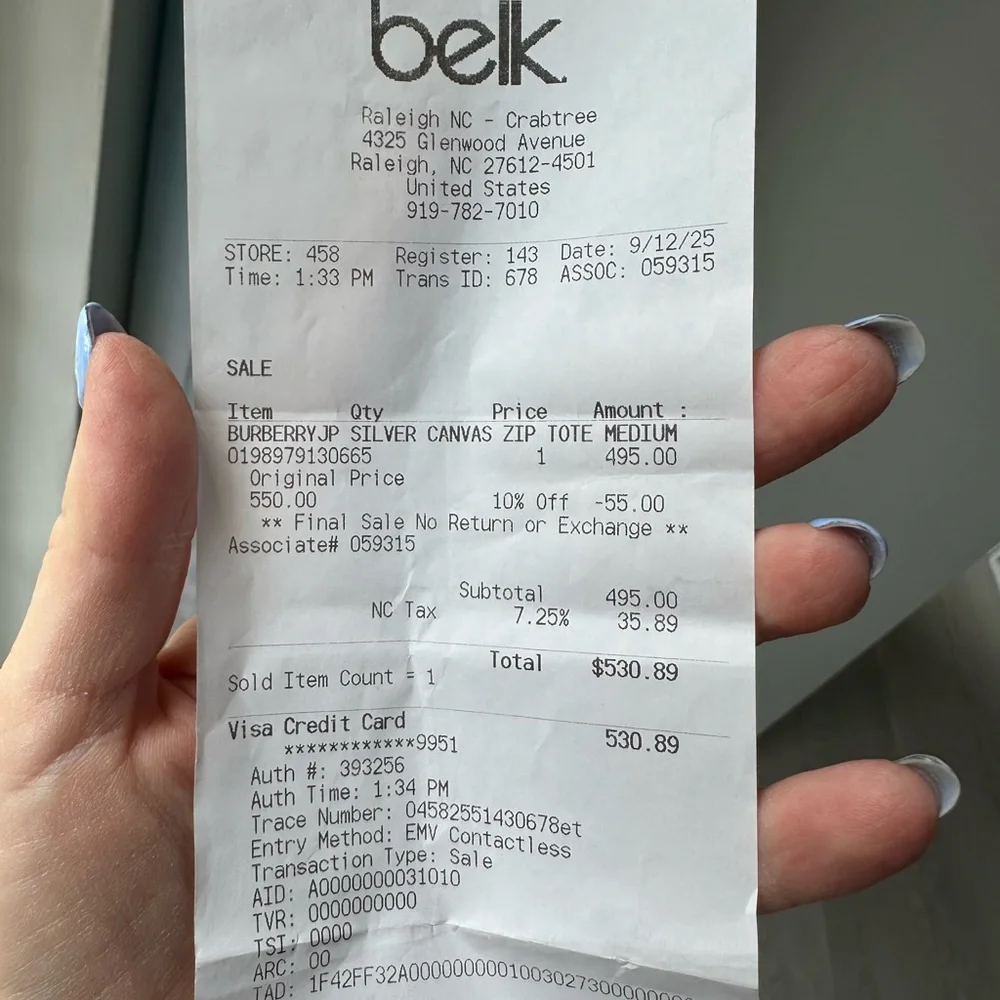 belk
Raleigh NC - Crabtree
4325 Glenwood Avenue
Raleigh, NC 27612-4501
United States
919-782-7010
STORE: 458 Register: 143 Date: 9/12/25
Time: 1:33 PM Trans ID: 678 ASSOC: 059315
SALE
Item Qty Price Amount :
BURBERRYJP SILVER CANVAS ZIP TOTE MEDIUM
0198979130665 1 495.00
Original Price
550.00 10% Off -55.00
** Final Sale No Return or Exchange **
Associate# 059315
Subtotal 495.00
NC Tax 7.25% 35.89
Total $530.89
Sold Item Count = 1
Visa Credit Card 530.89
************9951
Auth #: 393256
Auth Time: 1:34 PM
Trace Number: 04582551430678et
Entry Method: EMV Contactless
Transaction Type: Sale
AID: A0000000031010
TVR: 0000000000
TSI: 0000
ARC: 00
IAD: